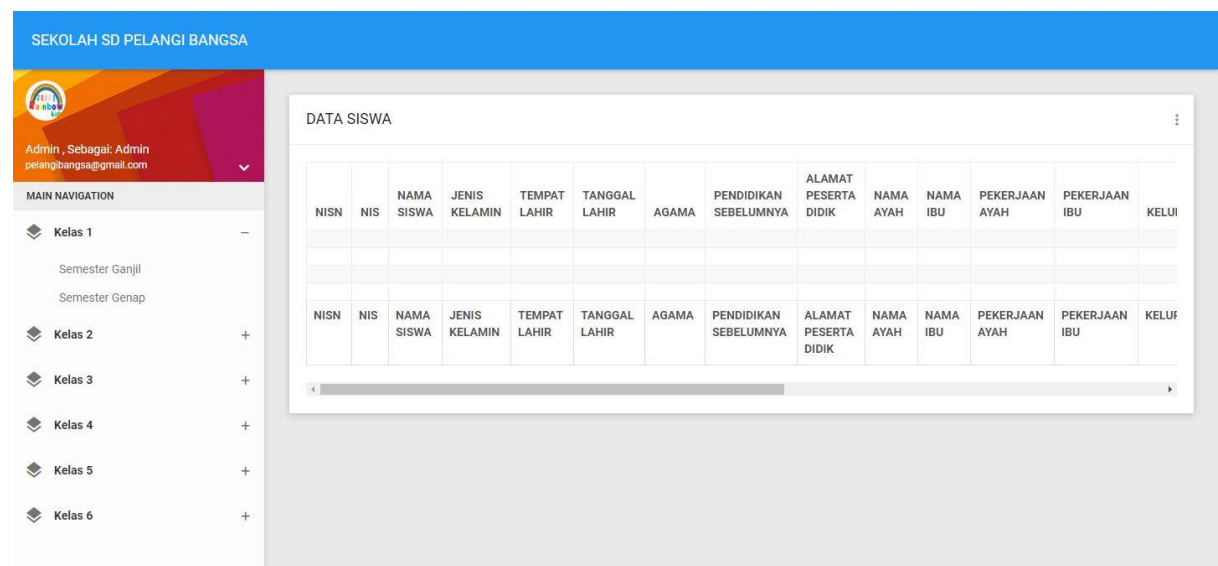 SEKOLAH SD PELANGI BANGSA
Rainbow
Admin , Sebagai: Admin
pelangibangsa@gmail.com
MAIN NAVIGATION
Kelas 1
Semester Ganjil
Semester Genap
Kelas 2
Kelas 3
Kelas 4
Kelas 5
Kelas 6
DATA SISWA
NISN NIS NAMA SISWA JENIS KELAMIN TEMPAT LAHIR TANGGAL LAHIR AGAMA PENDIDIKAN SEBELUMNYA ALAMAT PESERTA DIDIK NAMA AYAH NAMA IBU PEKERJAAN AYAH PEKERJAAN IBU
NISN NIS NAMA SISWA JENIS KELAMIN TEMPAT LAHIR TANGGAL LAHIR AGAMA PENDIDIKAN SEBELUMNYA ALAMAT PESERTA DIDIK NAMA AYAH NAMA IBU PEKERJAAN AYAH PEKERJAAN IBU